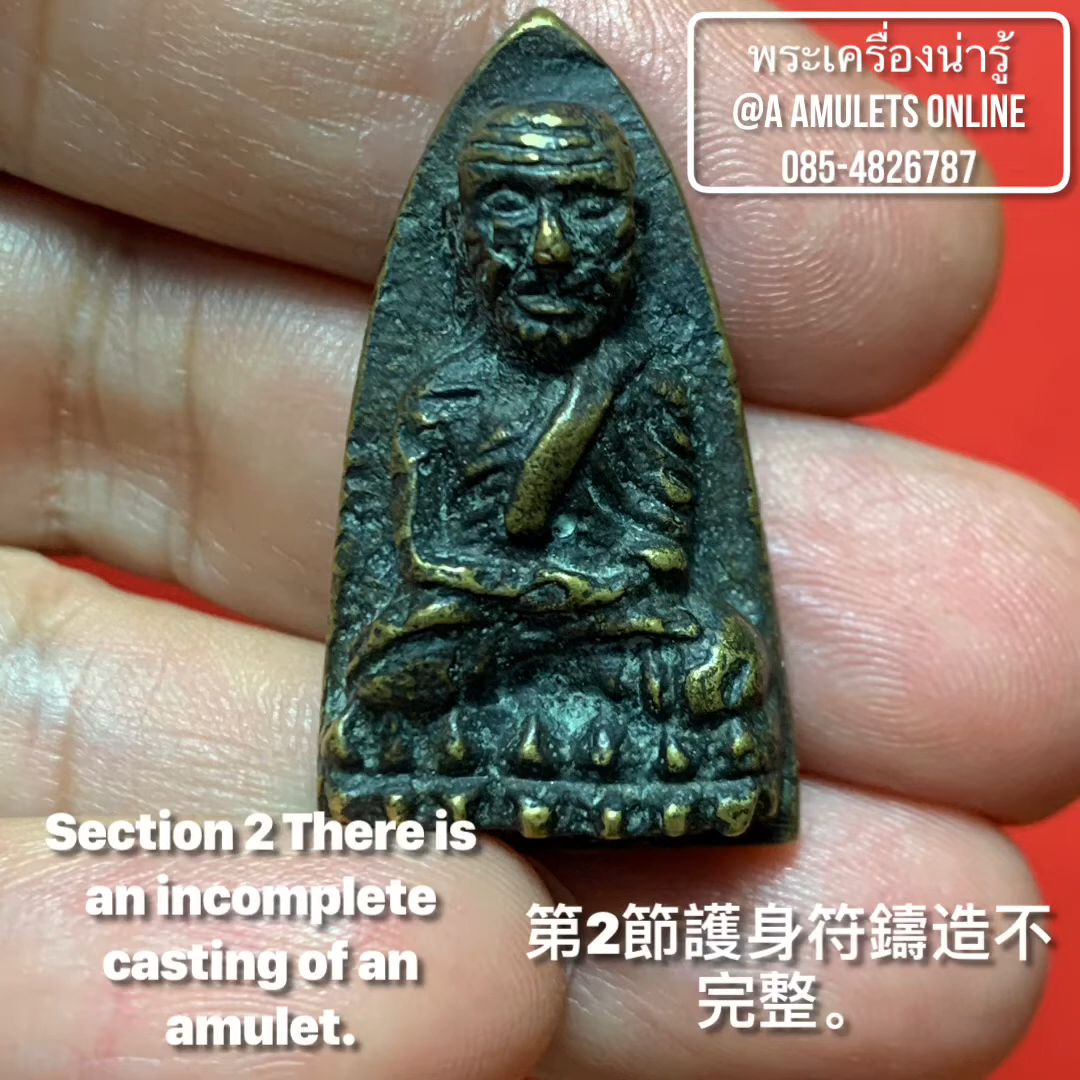 พระเครื่องน่ารู้
@A AMULETS ONLINE
085-4826787
Section 2 There is
an incomplete
casting of an
amulet.
第2節護身符鑄造不
完整。